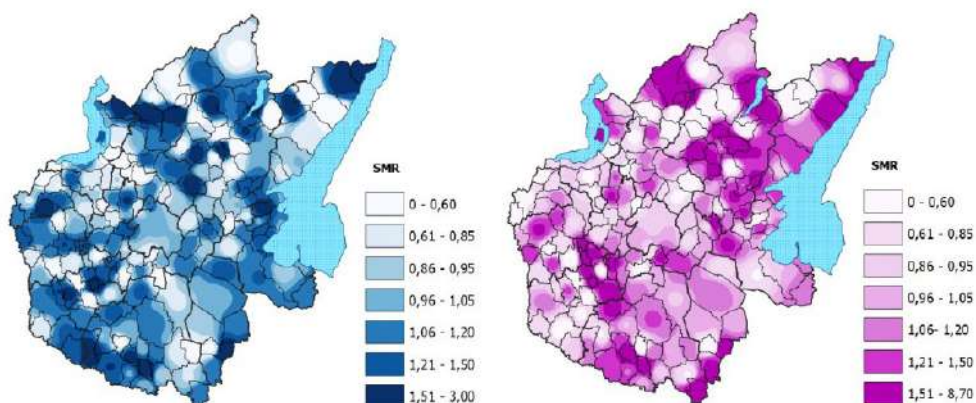 SMR
0 - 0,60
0,61 - 0,85
0,86 - 0,95
0,96 - 1,05
1,06 - 1,20
1,21 - 1,50
1,51 - 3,00
SMR
0 - 0,60
0,61 - 0,85
0,86 - 0,95
0,96 - 1,05
1,06- 1,20
1,21 - 1,50
1,51 - 8,70